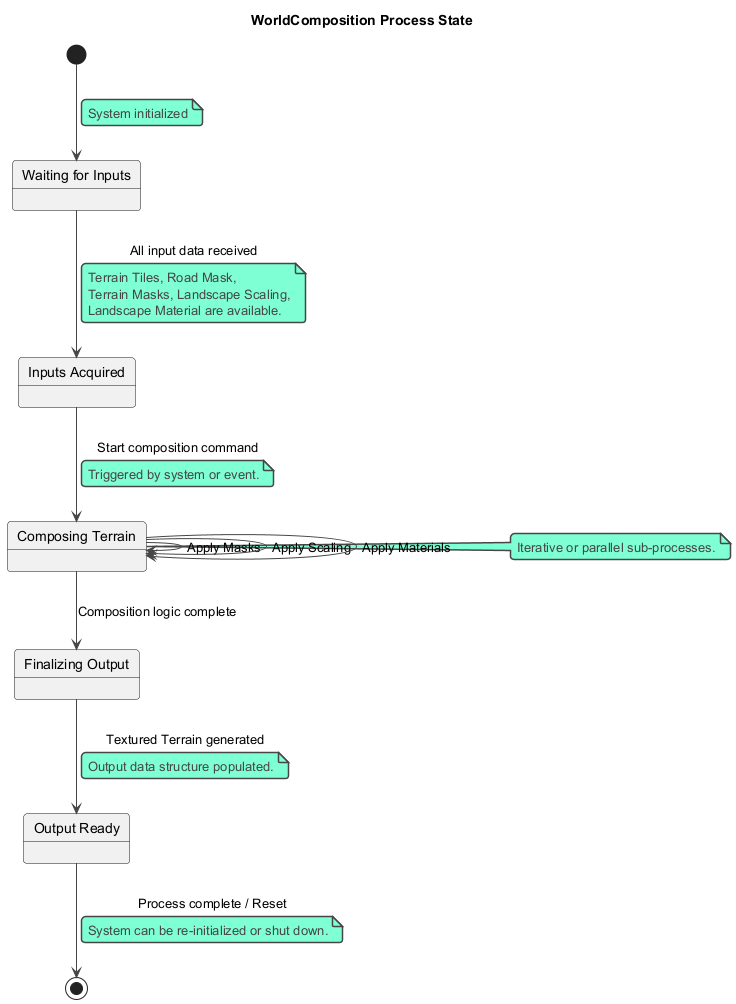 WorldComposition Process State
System initialized
Waiting for Inputs
All input data received
Terrain Tiles, Road Mask,
Terrain Masks, Landscape Scaling,
Landscape Material are available.
Inputs Acquired
Start composition command
Triggered by system or event.
Composing Terrain
Apply Masks
Apply Scaling
Apply Materials
Iterative or parallel sub-processes.
Composition logic complete
Finalizing Output
Textured Terrain generated
Output data structure populated.
Output Ready
Process complete / Reset
System can be re-initialized or shut down.